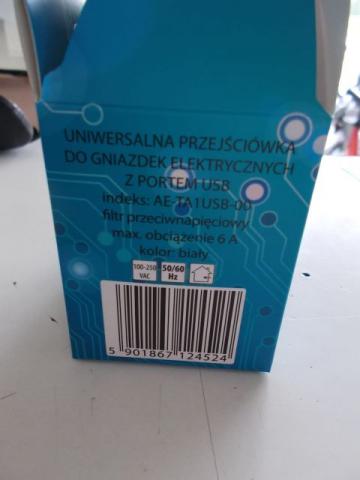 UNIWERSALNA PRZEJŚCIÓWKA
DO GNIAZDEK ELEKTRYCZNYCH
Z PORTEM USB
indeks: AE-TA1USB-00
filtr przeciwnapięciowy
max. obciążenie 6 A
kolor: biały
100-250 VAC
50/60 Hz
5 901867 124524